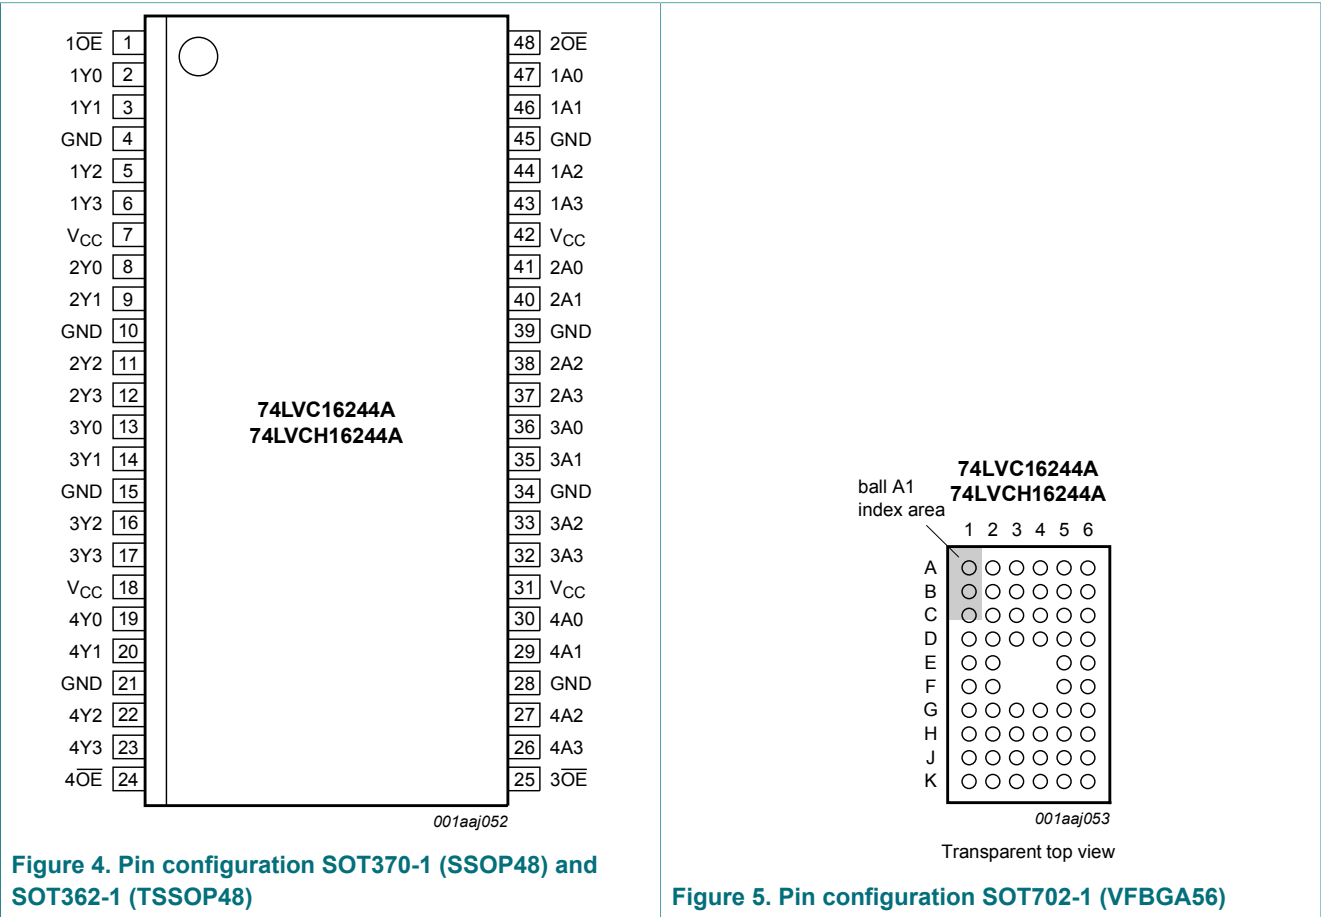 1OE 1 48 2OE
1Y0 2 47 1A0
1Y1 3 46 1A1
GND 4 45 GND
1Y2 5 44 1A2
1Y3 6 43 1A3
VCC 7 42 VCC
2Y0 8 41 2A0
2Y1 9 40 2A1
GND 10 39 GND
2Y2 11 38 2A2
2Y3 12 37 2A3
3Y0 13 36 3A0
3Y1 14 35 3A1
GND 15 34 GND
3Y2 16 33 3A2
3Y3 17 32 3A3
VCC 18 31 VCC
4Y0 19 30 4A0
4Y1 20 29 4A1
GND 21 28 GND
4Y2 22 27 4A2
4Y3 23 26 4A3
4OE 24 25 3OE
74LVC16244A
74LVCH16244A
001aaj052
Figure 4. Pin configuration SOT370-1 (SSOP48) and
SOT362-1 (TSSOP48)
74LVC16244A
74LVCH16244A
ball A1
index area
1 2 3 4 5 6
A
B
C
D
E
F
G
H
J
K
001aaj053
Transparent top view
Figure 5. Pin configuration SOT702-1 (VFBGA56)